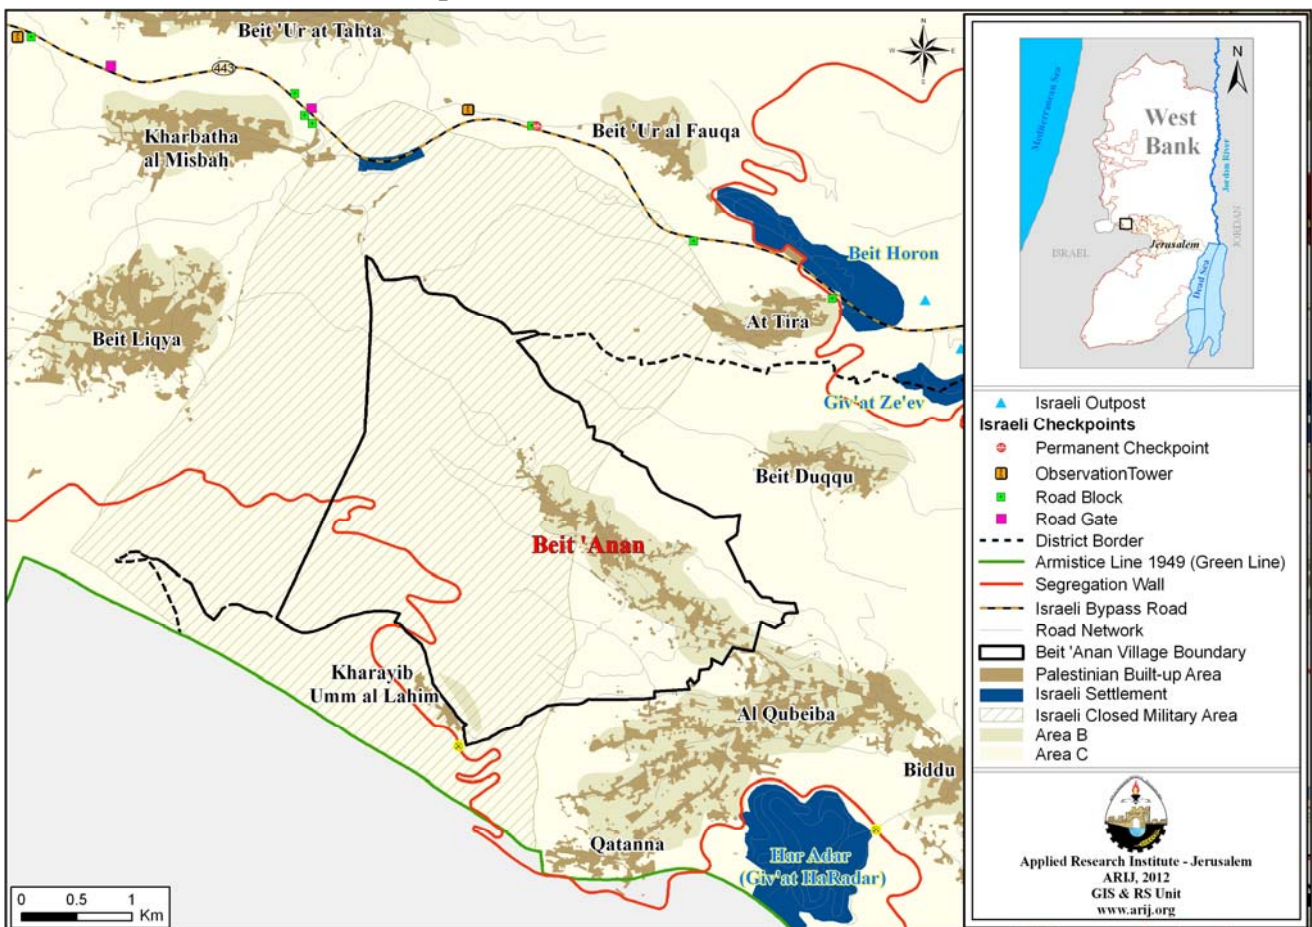 Beit 'Ur at Tahta
443
Kharbatha
al Misbah
Beit 'Ur al Fauqa
Beit Horon
Beit Liqya
At Tira
Giv'at Ze'ev
Beit Duqqu
Beit 'Anan
Kharayib
Umm al Lahim
Al Qubeiba
Biddu
Qatanna
Har Adar
(Giv'at HaRadar)
0 0.5 1
Km
N
W E
S
N
Mediterranean Sea
West
Bank
Jordan River
JORDAN
ISRAEL
Jerusalem
Dead Sea
Israeli Outpost
Israeli Checkpoints
Permanent Checkpoint
ObservationTower
Road Block
Road Gate
District Border
Armistice Line 1949 (Green Line)
Segregation Wall
Israeli Bypass Road
Road Network
Beit 'Anan Village Boundary
Palestinian Built-up Area
Israeli Settlement
Israeli Closed Military Area
Area B
Area C
Applied Research Institute - Jerusalem
ARIJ, 2012
GIS & RS Unit
www.arij.org